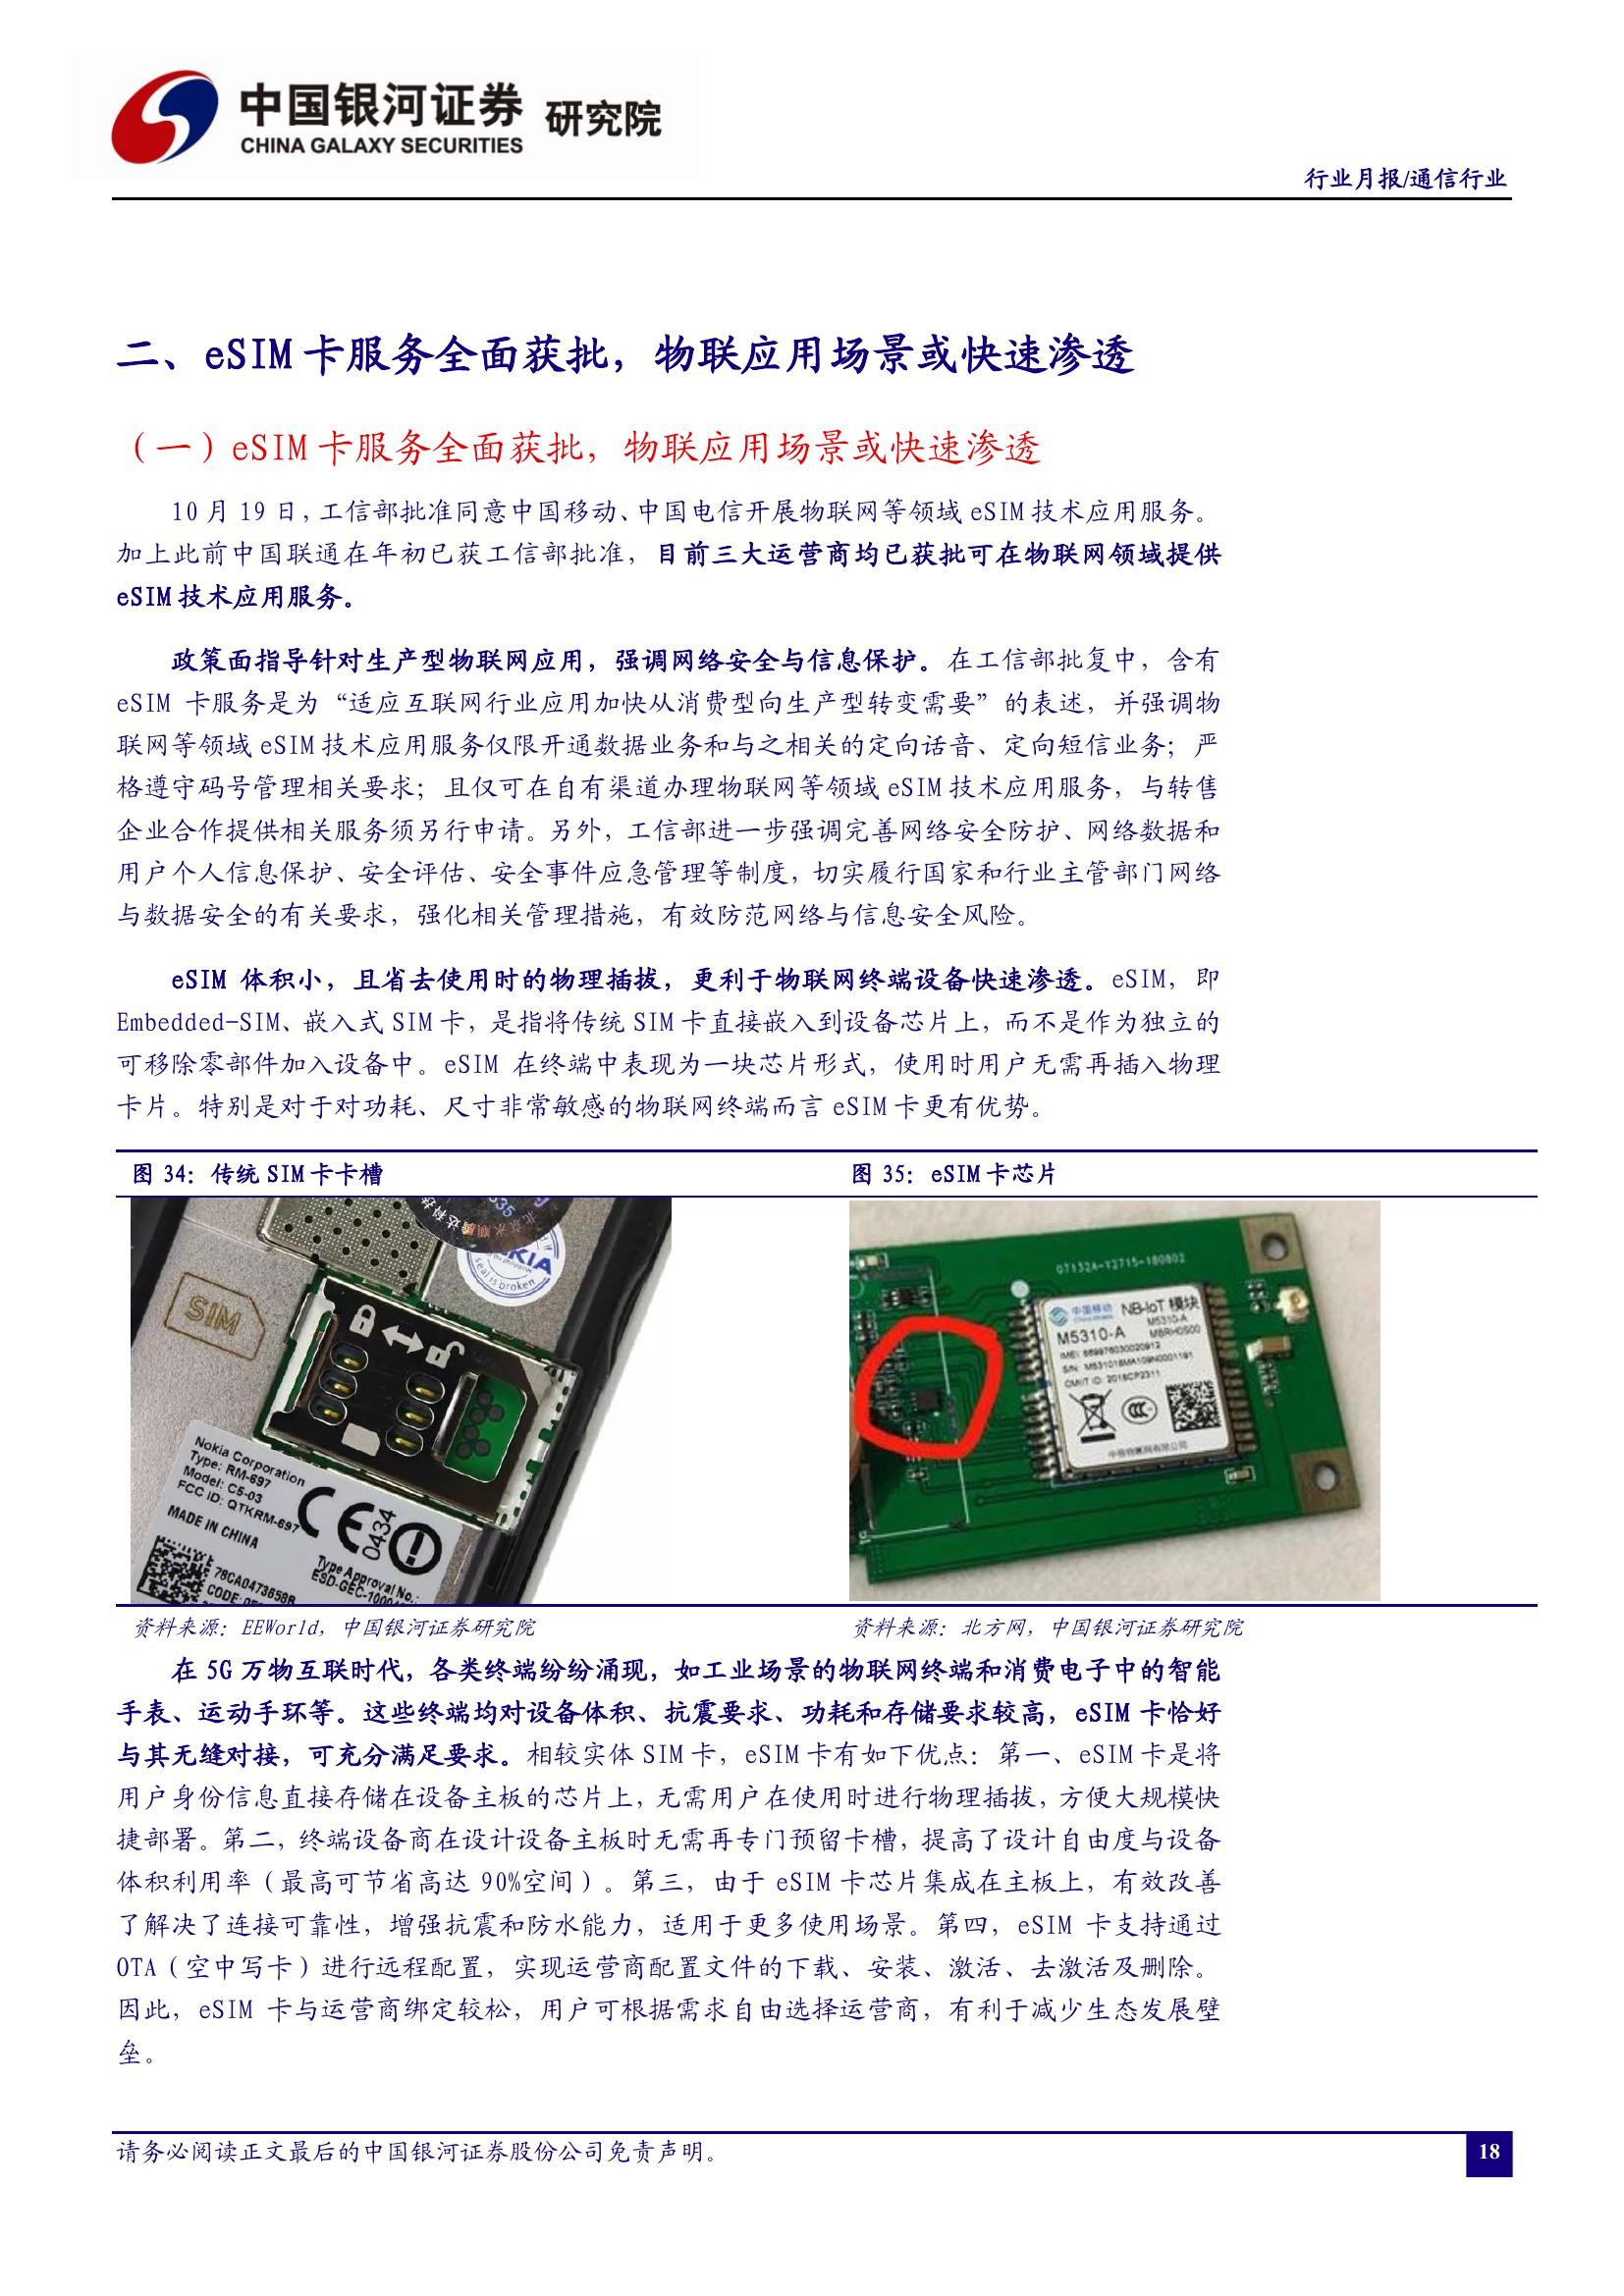 中国银河证券 研究院
CHINA GALAXY SECURITIES
行业月报/通信行业
二、eSIM 卡服务全面获批，物联应用场景或快速渗透
（一）eSIM 卡服务全面获批，物联应用场景或快速渗透
10 月 19 日，工信部批准同意中国移动、中国电信开展物联网等领域 eSIM 技术应用服务。
加上此前中国联通在年初已获工信部批准，目前三大运营商均已获批可在物联网领域提供
eSIM 技术应用服务。
政策面指导针对生产型物联网应用，强调网络安全与信息保护。在工信部批复中，含有
eSIM 卡服务是为“适应互联网行业应用加快从消费型向生产型转变需要”的表述，并强调物
联网等领域 eSIM 技术应用服务仅限开通数据业务和与之相关的定向话音、定向短信业务；严
格遵守码号管理相关要求；且仅可在自有渠道办理物联网等领域 eSIM 技术应用服务，与转售
企业合作提供相关服务须另行申请。另外，工信部进一步强调完善网络安全防护、网络数据和
用户个人信息保护、安全评估、安全事件应急管理等制度，切实履行国家和行业主管部门网络
与数据安全的有关要求，强化相关管理措施，有效防范网络与信息安全风险。
eSIM 体积小，且省去使用时的物理插拔，更利于物联网终端设备快速渗透。eSIM，即
Embedded-SIM、嵌入式 SIM 卡，是指将传统 SIM 卡直接嵌入到设备芯片上，而不是作为独立的
可移除零部件加入设备中。eSIM 在终端中表现为一块芯片形式，使用时用户无需再插入物理
卡片。特别是对于对功耗、尺寸非常敏感的物联网终端而言 eSIM 卡更有优势。
图 34：传统 SIM 卡卡槽
图 35：eSIM 卡芯片
SIM
is broken
Nokia Corporation
Type: RM-697
Model: C5-03
FCC ID: QTKRM-697
MADE IN CHINA
CE 0434
Type Approval No.:
78CA0473658B
071324-Y2715-180802
中国移动
NB-IoT 模块
M5310-A
M5310-A
MBRH0S00
IMEI: 869976030020912
S/N: M531018MA109N0001191
CMIIT ID: 2018CP2311
资料来源：EEWorld，中国银河证券研究院
资料来源：北方网，中国银河证券研究院
在 5G 万物互联时代，各类终端纷纷涌现，如工业场景的物联网终端和消费电子中的智能
手表、运动手环等。这些终端均对设备体积、抗震要求、功耗和存储要求较高，eSIM 卡恰好
与其无缝对接，可充分满足要求。相较实体 SIM 卡，eSIM 卡有如下优点：第一、eSIM 卡是将
用户身份信息直接存储在设备主板的芯片上，无需用户在使用时进行物理插拔，方便大规模快
捷部署。第二，终端设备商在设计设备主板时无需再专门预留卡槽，提高了设计自由度与设备
体积利用率（最高可节省高达 90%空间）。第三，由于 eSIM 卡芯片集成在主板上，有效改善
了解决了连接可靠性，增强抗震和防水能力，适用于更多使用场景。第四，eSIM 卡支持通过
OTA（空中写卡）进行远程配置，实现运营商配置文件的下载、安装、激活、去激活及删除。
因此，eSIM 卡与运营商绑定较松，用户可根据需求自由选择运营商，有利于减少生态发展壁
垒。
请务必阅读正文最后的中国银河证券股份公司免责声明。
18